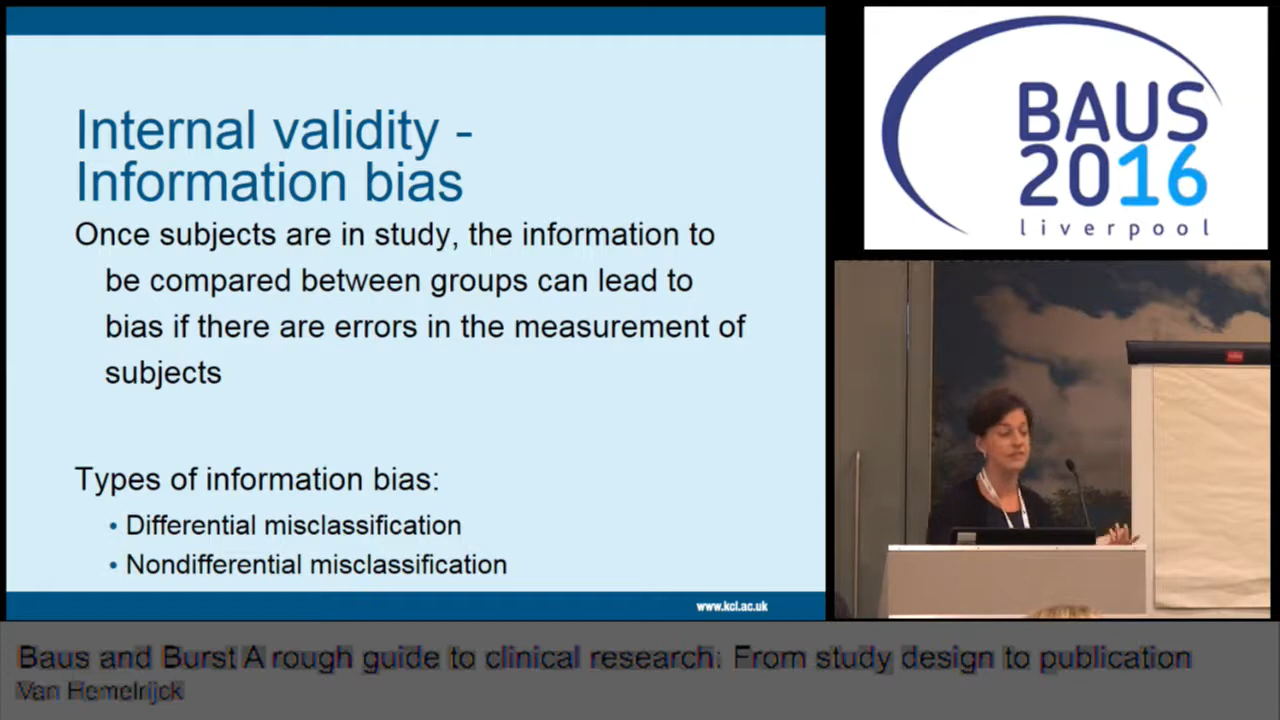 Internal validity -
Information bias
Once subjects are in study, the information to
be compared between groups can lead to
bias if there are errors in the measurement of
subjects
Types of information bias:
• Differential misclassification
• Nondifferential misclassification
www.kcl.ac.uk
BAUS
2016
liverpool
Baus and Burst A rough guide to clinical research: From study design to publication
Van Hemelrijck